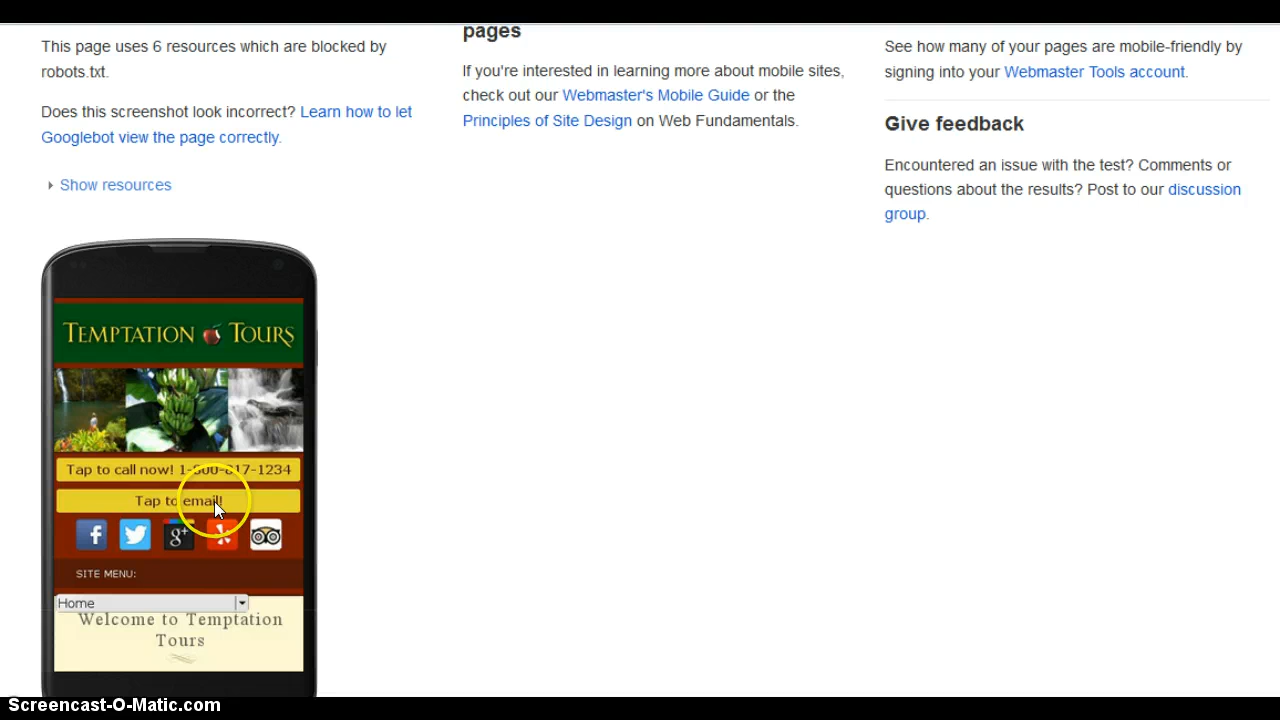 This page uses 6 resources which are blocked by
robots.txt.
Does this screenshot look incorrect? Learn how to let
Googlebot view the page correctly.
Show resources
TEMPTATION TOURS
Tap to call now! 1-800-817-1234
Tap to email!
f
g+
SITE MENU:
Home
Welcome to Temptation
Tours
pages
If you're interested in learning more about mobile sites,
check out our Webmaster's Mobile Guide or the
Principles of Site Design on Web Fundamentals.
See how many of your pages are mobile-friendly by
signing into your Webmaster Tools account.
Give feedback
Encountered an issue with the test? Comments or
questions about the results? Post to our discussion
group.
Screencast-O-Matic.com